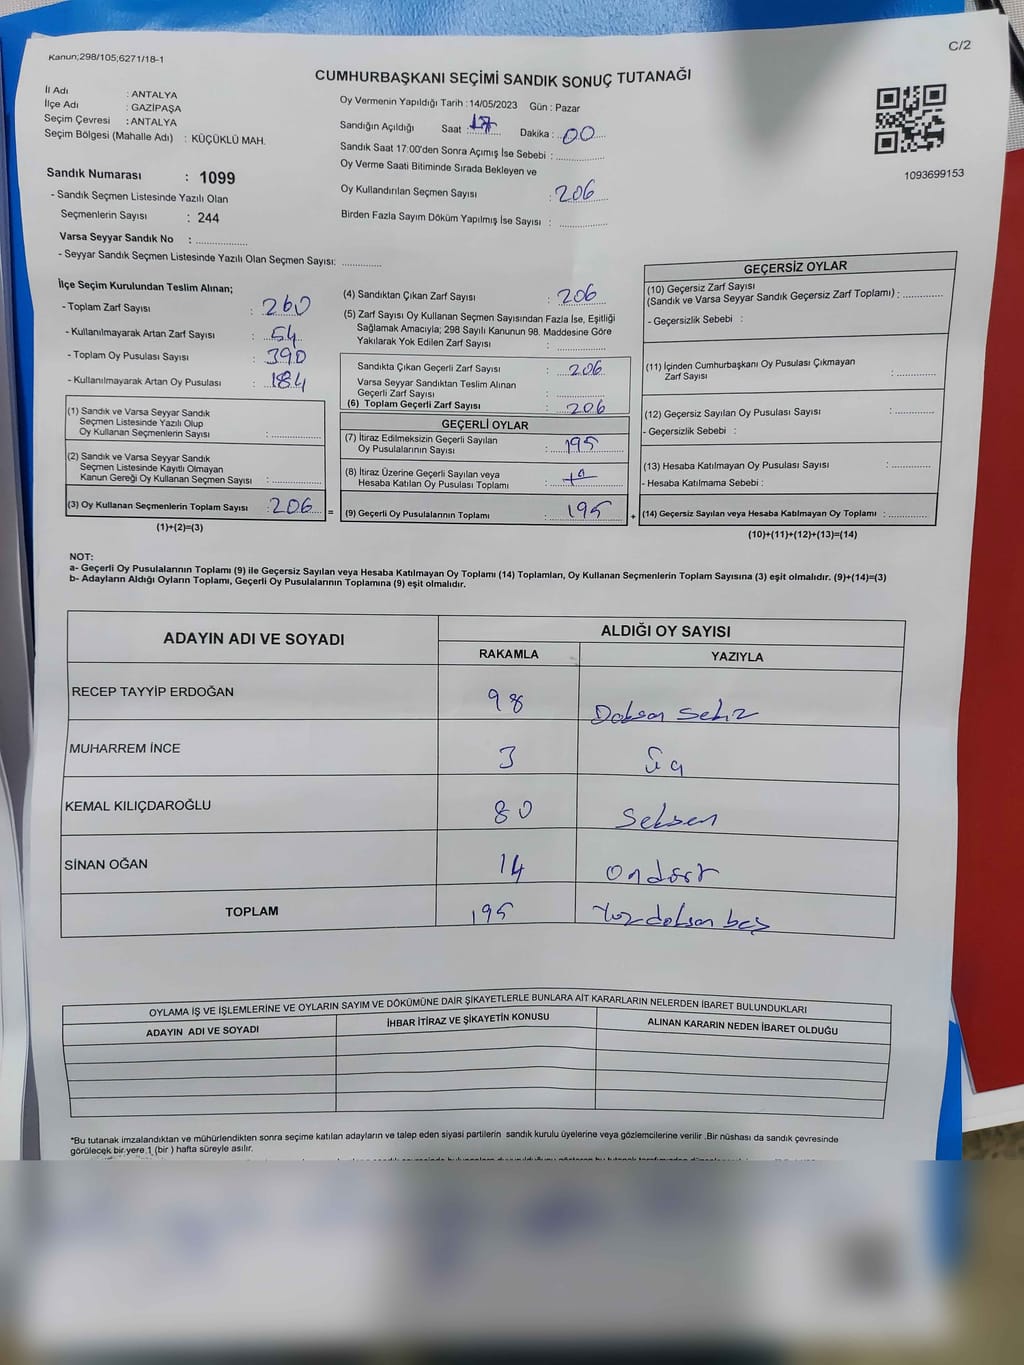 Kanun;298/105;6271/18-1
C/2
CUMHURBAŞKANI SEÇİMİ SANDIK SONUÇ TUTANAĞI
İl Adı : ANTALYA
İlçe Adı : GAZİPAŞA
Seçim Çevresi : ANTALYA
Seçim Bölgesi (Mahalle Adı) : KÜÇÜKLÜ MAH.
Sandık Numarası : 1099
- Sandık Seçmen Listesinde Yazılı Olan
Seçmenlerin Sayısı : 244
Varsa Seyyar Sandık No : ................
- Seyyar Sandık Seçmen Listesinde Yazılı Olan Seçmen Sayısı: ............
Oy Vermenin Yapıldığı Tarih : 14/05/2023 Gün : Pazar
Sandığın Açıldığı Saat : 17 Dakika : 00
Sandık Saat 17:00'den Sonra Açımış İse Sebebi : ..............
Oy Verme Saati Bitiminde Sırada Bekleyen ve
Oy Kullandırılan Seçmen Sayısı : 206
Birden Fazla Sayım Döküm Yapılmış İse Sayısı : ..............
1093699153
İlçe Seçim Kurulundan Teslim Alınan;
- Toplam Zarf Sayısı : 260
- Kullanılmayarak Artan Zarf Sayısı : 54
- Toplam Oy Pusulası Sayısı : 390
- Kullanılmayarak Artan Oy Pusulası : 184
(1) Sandık ve Varsa Seyyar Sandık
Seçmen Listesinde Yazılı Olup
Oy Kullanan Seçmenlerin Sayısı : ..............
(2) Sandık ve Varsa Seyyar Sandık
Seçmen Listesinde Kayıtlı Olmayan
Kanun Gereği Oy Kullanan Seçmen Sayısı : ..............
(3) Oy Kullanan Seçmenlerin Toplam Sayısı : 206 =
(1)+(2)=(3)
(4) Sandıktan Çıkan Zarf Sayısı : 206
(5) Zarf Sayısı Oy Kullanan Seçmen Sayısından Fazla İse, Eşitliği
Sağlamak Amacıyla; 298 Sayılı Kanunun 98. Maddesine Göre
Yakılarak Yok Edilen Zarf Sayısı : ..............
Sandıkta Çıkan Geçerli Zarf Sayısı : 206
Varsa Seyyar Sandıktan Teslim Alınan
Geçerli Zarf Sayısı : ..............
(6) Toplam Geçerli Zarf Sayısı : 206
GEÇERLİ OYLAR
(7) İtiraz Edilmeksizin Geçerli Sayılan
Oy Pusulalarının Sayısı : 195
(8) İtiraz Üzerine Geçerli Sayılan veya
Hesaba Katılan Oy Pusulası Toplamı :
(9) Geçerli Oy Pusulalarının Toplamı : 195 +
GEÇERSİZ OYLAR
(10) Geçersiz Zarf Sayısı
(Sandık ve Varsa Seyyar Sandık Geçersiz Zarf Toplamı) : ............
- Geçersizlik Sebebi :
(11) İçinden Cumhurbaşkanı Oy Pusulası Çıkmayan
Zarf Sayısı : ............
(12) Geçersiz Sayılan Oy Pusulası Sayısı : ............
- Geçersizlik Sebebi :
(13) Hesaba Katılmayan Oy Pusulası Sayısı : ............
- Hesaba Katılmama Sebebi :
(14) Geçersiz Sayılan veya Hesaba Katılmayan Oy Toplamı : ............
(10)+(11)+(12)+(13)=(14)
NOT:
a- Geçerli Oy Pusulalarının Toplamı (9) ile Geçersiz Sayılan veya Hesaba Katılmayan Oy Toplamı (14) Toplamları, Oy Kullanan Seçmenlerin Toplam Sayısına (3) eşit olmalıdır. (9)+(14)=(3)
b- Adayların Aldığı Oyların Toplamı, Geçerli Oy Pusulalarının Toplamına (9) eşit olmalıdır.
ADAYIN ADI VE SOYADI ALDIĞI OY SAYISI
RAKAMLA YAZIYLA
RECEP TAYYİP ERDOĞAN 98 Doksan sekiz
MUHARREM İNCE 3 Üç
KEMAL KILIÇDAROĞLU 80 Seksen
SİNAN OĞAN 14 Ondört
TOPLAM 195 Yüzdoksan beş
OYLAMA İŞ VE İŞLEMLERİNE VE OYLARIN SAYIM VE DÖKÜMÜNE DAİR ŞİKAYETLERLE BUNLARA AİT KARARLARIN NELERDEN İBARET BULUNDUKLARI
ADAYIN ADI VE SOYADI İHBAR İTİRAZ VE ŞİKAYETİN KONUSU ALINAN KARARIN NEDEN İBARET OLDUĞU
*Bu tutanak imzalandıktan ve mühürlendikten sonra seçime katılan adayların ve talep eden siyasi partilerin sandık kurulu üyelerine veya gözlemcilerine verilir .Bir nüshası da sandık çevresinde
görülecek bir yere 1 (bir ) hafta süreyle asılır.